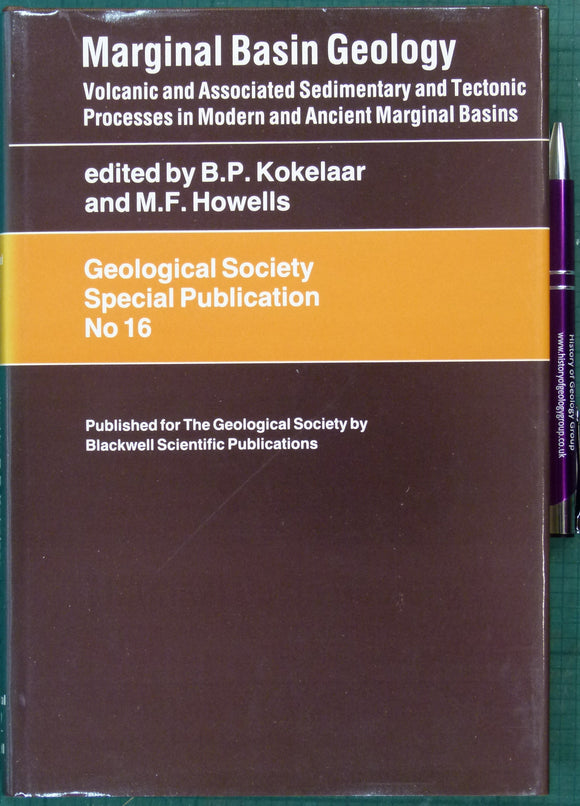 Marginal Basin Geology
Volcanic and Associated Sedimentary and Tectonic
Processes in Modern and Ancient Marginal Basins
edited by B.P. Kokelaar
and M.F. Howells
Geological Society
Special Publication
No 16
Published for The Geological Society by
Blackwell Scientific Publications
History of Geology Group
www.historyofgeologygroup.co.uk